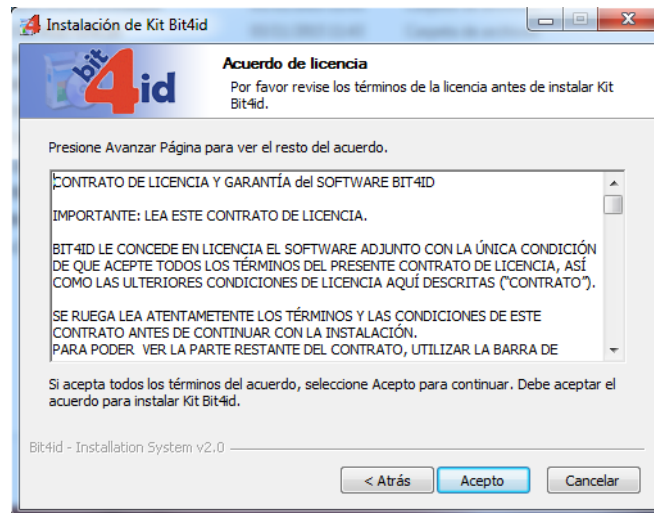 Instalación de Kit Bit4id
bit
4id
Acuerdo de licencia
Por favor revise los términos de la licencia antes de instalar Kit
Bit4id.
Presione Avanzar Página para ver el resto del acuerdo.
CONTRATO DE LICENCIA Y GARANTÍA del SOFTWARE BIT4ID
IMPORTANTE: LEA ESTE CONTRATO DE LICENCIA.
BIT4ID LE CONCEDE EN LICENCIA EL SOFTWARE ADJUNTO CON LA ÚNICA CONDICIÓN
DE QUE ACEPTE TODOS LOS TÉRMINOS DEL PRESENTE CONTRATO DE LICENCIA, ASÍ
COMO LAS ULTERIORES CONDICIONES DE LICENCIA AQUÍ DESCRITAS ("CONTRATO").
SE RUEGA LEA ATENTAMETENTE LOS TÉRMINOS Y LAS CONDICIONES DE ESTE
CONTRATO ANTES DE CONTINUAR CON LA INSTALACIÓN.
PARA PODER VER LA PARTE RESTANTE DEL CONTRATO, UTILIZAR LA BARRA DE
Si acepta todos los términos del acuerdo, seleccione Acepto para continuar. Debe aceptar el
acuerdo para instalar Kit Bit4id.
Bit4id - Installation System v2.0
< Atrás
Acepto
Cancelar